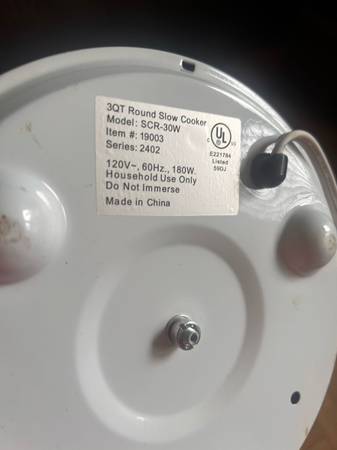 3QT Round Slow Cooker
Model: SCR-30W
Item #: 19003
Series: 2402
120V~, 60Hz., 180W.
Household Use Only
Do Not Immerse
Made in China
C UL US
E221784
Listed
59DJ